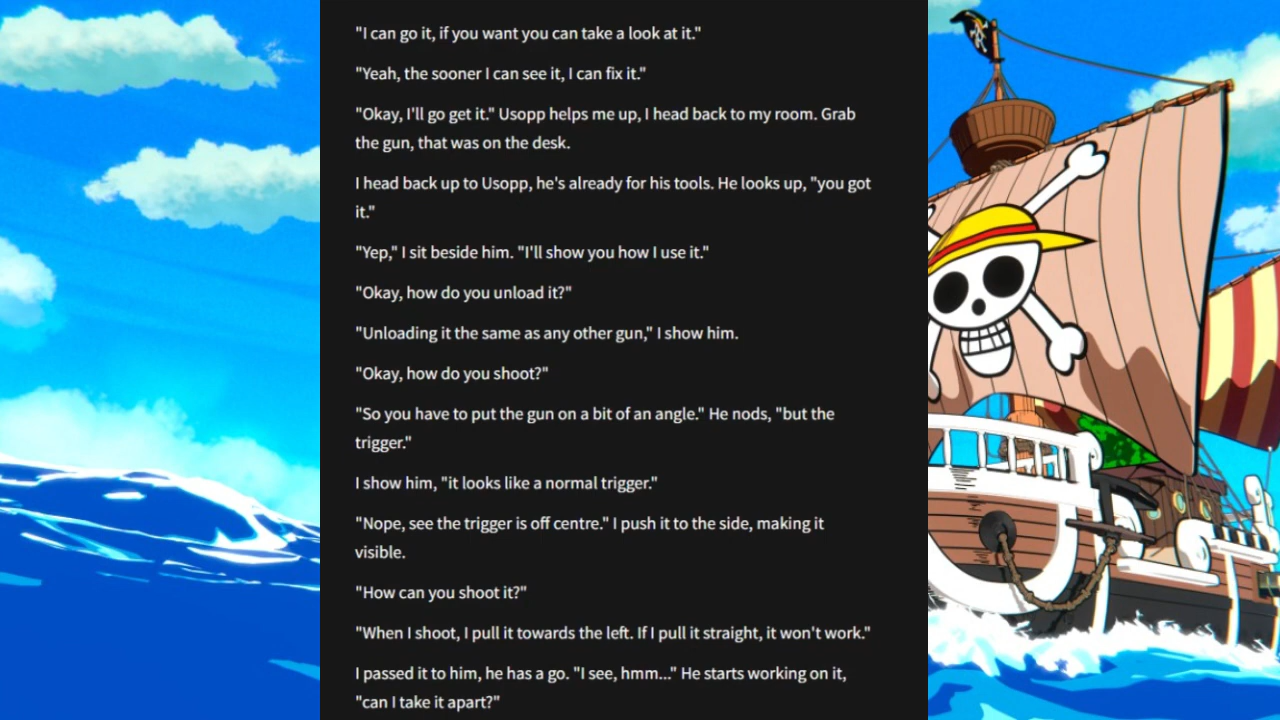 "I can go it, if you want you can take a look at it."
"Yeah, the sooner I can see it, I can fix it."
"Okay, I'll go get it." Usopp helps me up, I head back to my room. Grab
the gun, that was on the desk.
I head back up to Usopp, he's already for his tools. He looks up, "you got
it."
"Yep," I sit beside him. "I'll show you how I use it."
"Okay, how do you unload it?"
"Unloading it the same as any other gun," I show him.
"Okay, how do you shoot?"
"So you have to put the gun on a bit of an angle." He nods, "but the
trigger."
I show him, "it looks like a normal trigger."
"Nope, see the trigger is off centre." I push it to the side, making it
visible.
"How can you shoot it?"
"When I shoot, I pull it towards the left. If I pull it straight, it won't work."
I passed it to him, he has a go. "I see, hmm..." He starts working on it,
"can I take it apart?"